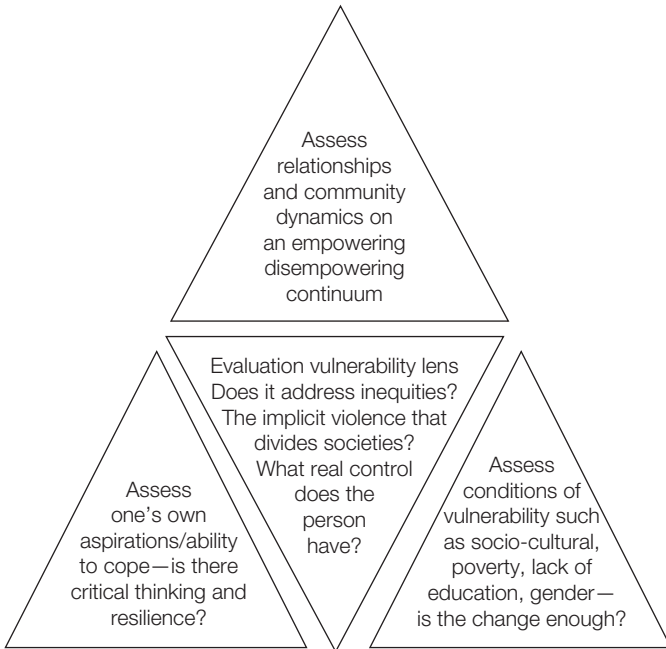 Assess
relationships
and community
dynamics on
an empowering
disempowering
continuum
Evaluation vulnerability lens
Does it address inequities?
The implicit violence that
divides societies?
What real control
does the
person
have?
Assess
one’s own
aspirations/ability
to cope—is there
critical thinking and
resilience?
Assess
conditions of
vulnerability such
as socio-cultural,
poverty, lack of
education, gender—
is the change enough?